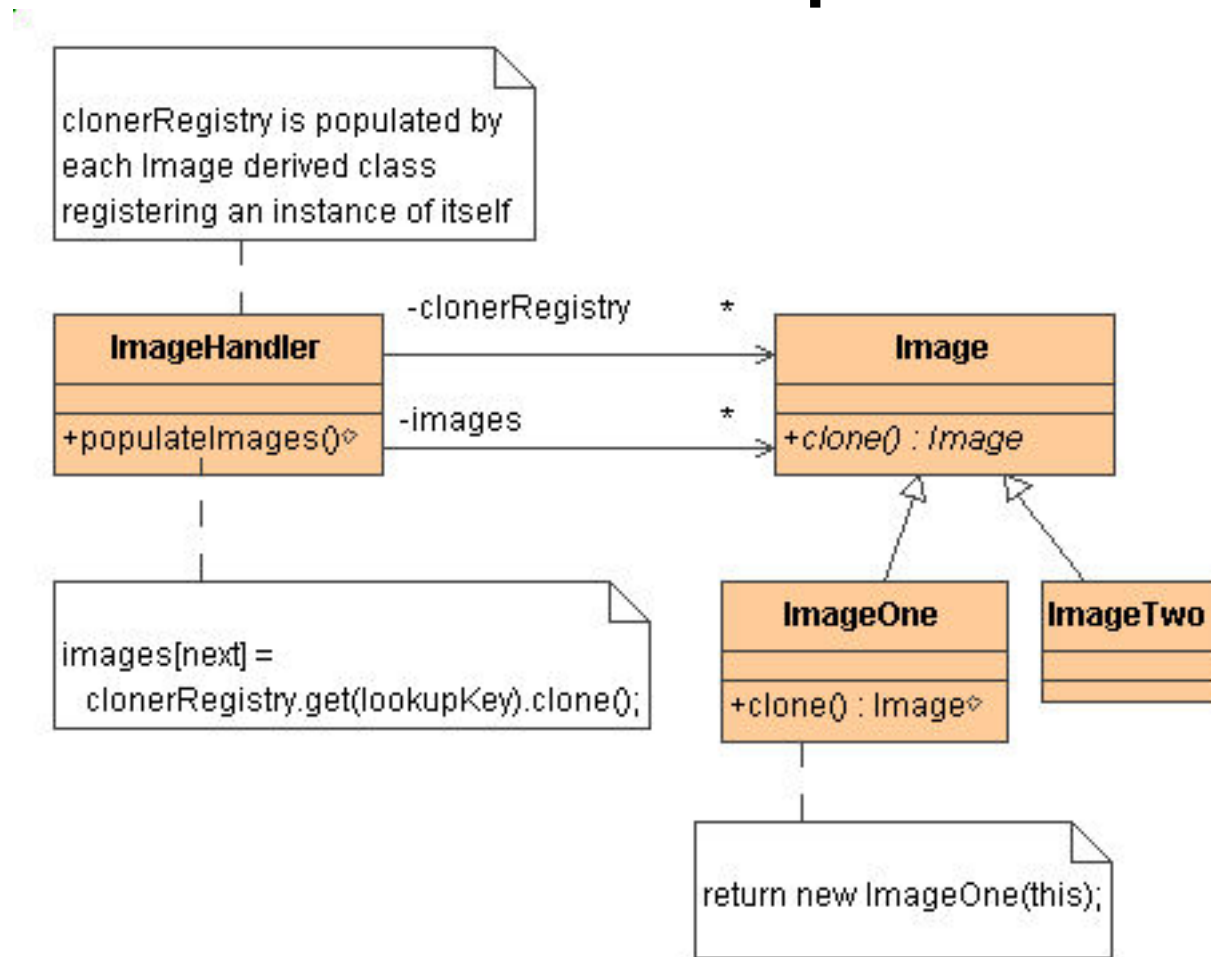 clonerRegistry is populated by
each Image derived class
registering an instance of itself
ImageHandler
+populateImages()
-clonerRegistry
*
-images
*
Image
+clone() : Image
images[next] =
clonerRegistry.get(lookupKey).clone();
ImageOne
+clone() : Image
ImageTwo
return new ImageOne(this);